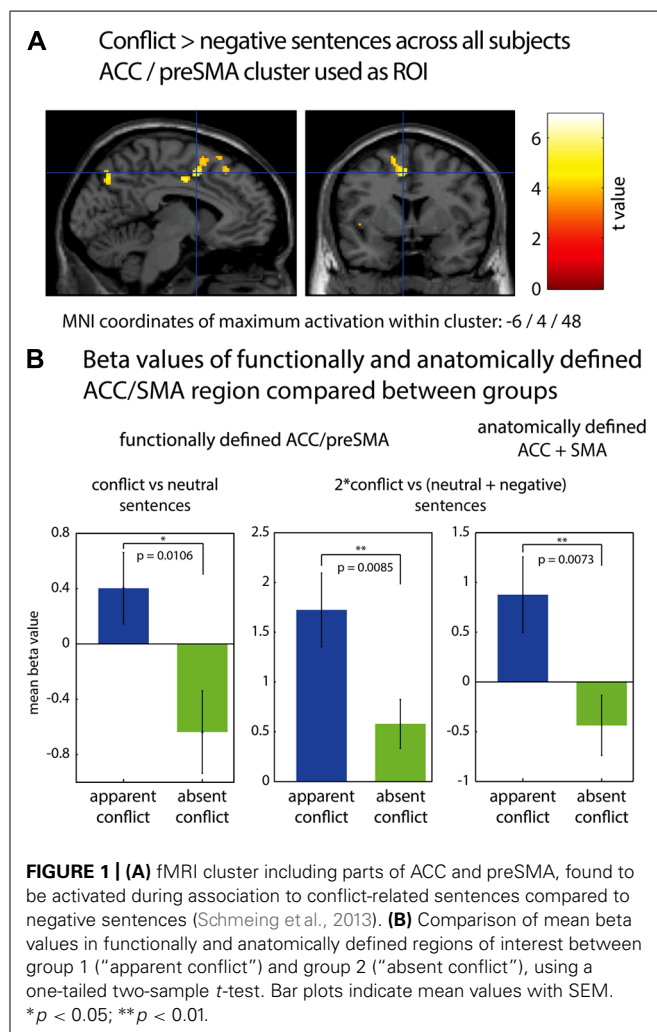 A Conflict > negative sentences across all subjects
ACC / preSMA cluster used as ROI
6
4
2
0
t value
MNI coordinates of maximum activation within cluster: -6 / 4 / 48
B Beta values of functionally and anatomically defined
ACC/SMA region compared between groups
functionally defined ACC/preSMA
anatomically defined
ACC + SMA
conflict vs neutral
sentences
2*conflict vs (neutral + negative)
sentences
mean beta value
0.8
0.4
0
-0.4
-0.8
*
p = 0.0106
apparent
conflict
absent
conflict
2.5
2
1.5
1
0.5
0
**
p = 0.0085
apparent
conflict
absent
conflict
1.5
1
0.5
0
-0.5
-1
**
p = 0.0073
apparent
conflict
absent
conflict
FIGURE 1 | (A) fMRI cluster including parts of ACC and preSMA, found to
be activated during association to conflict-related sentences compared to
negative sentences (Schmeing et al., 2013). (B) Comparison of mean beta
values in functionally and anatomically defined regions of interest between
group 1 (“apparent conflict”) and group 2 (“absent conflict”), using a
one-tailed two-sample t-test. Bar plots indicate mean values with SEM.
*p < 0.05; **p < 0.01.